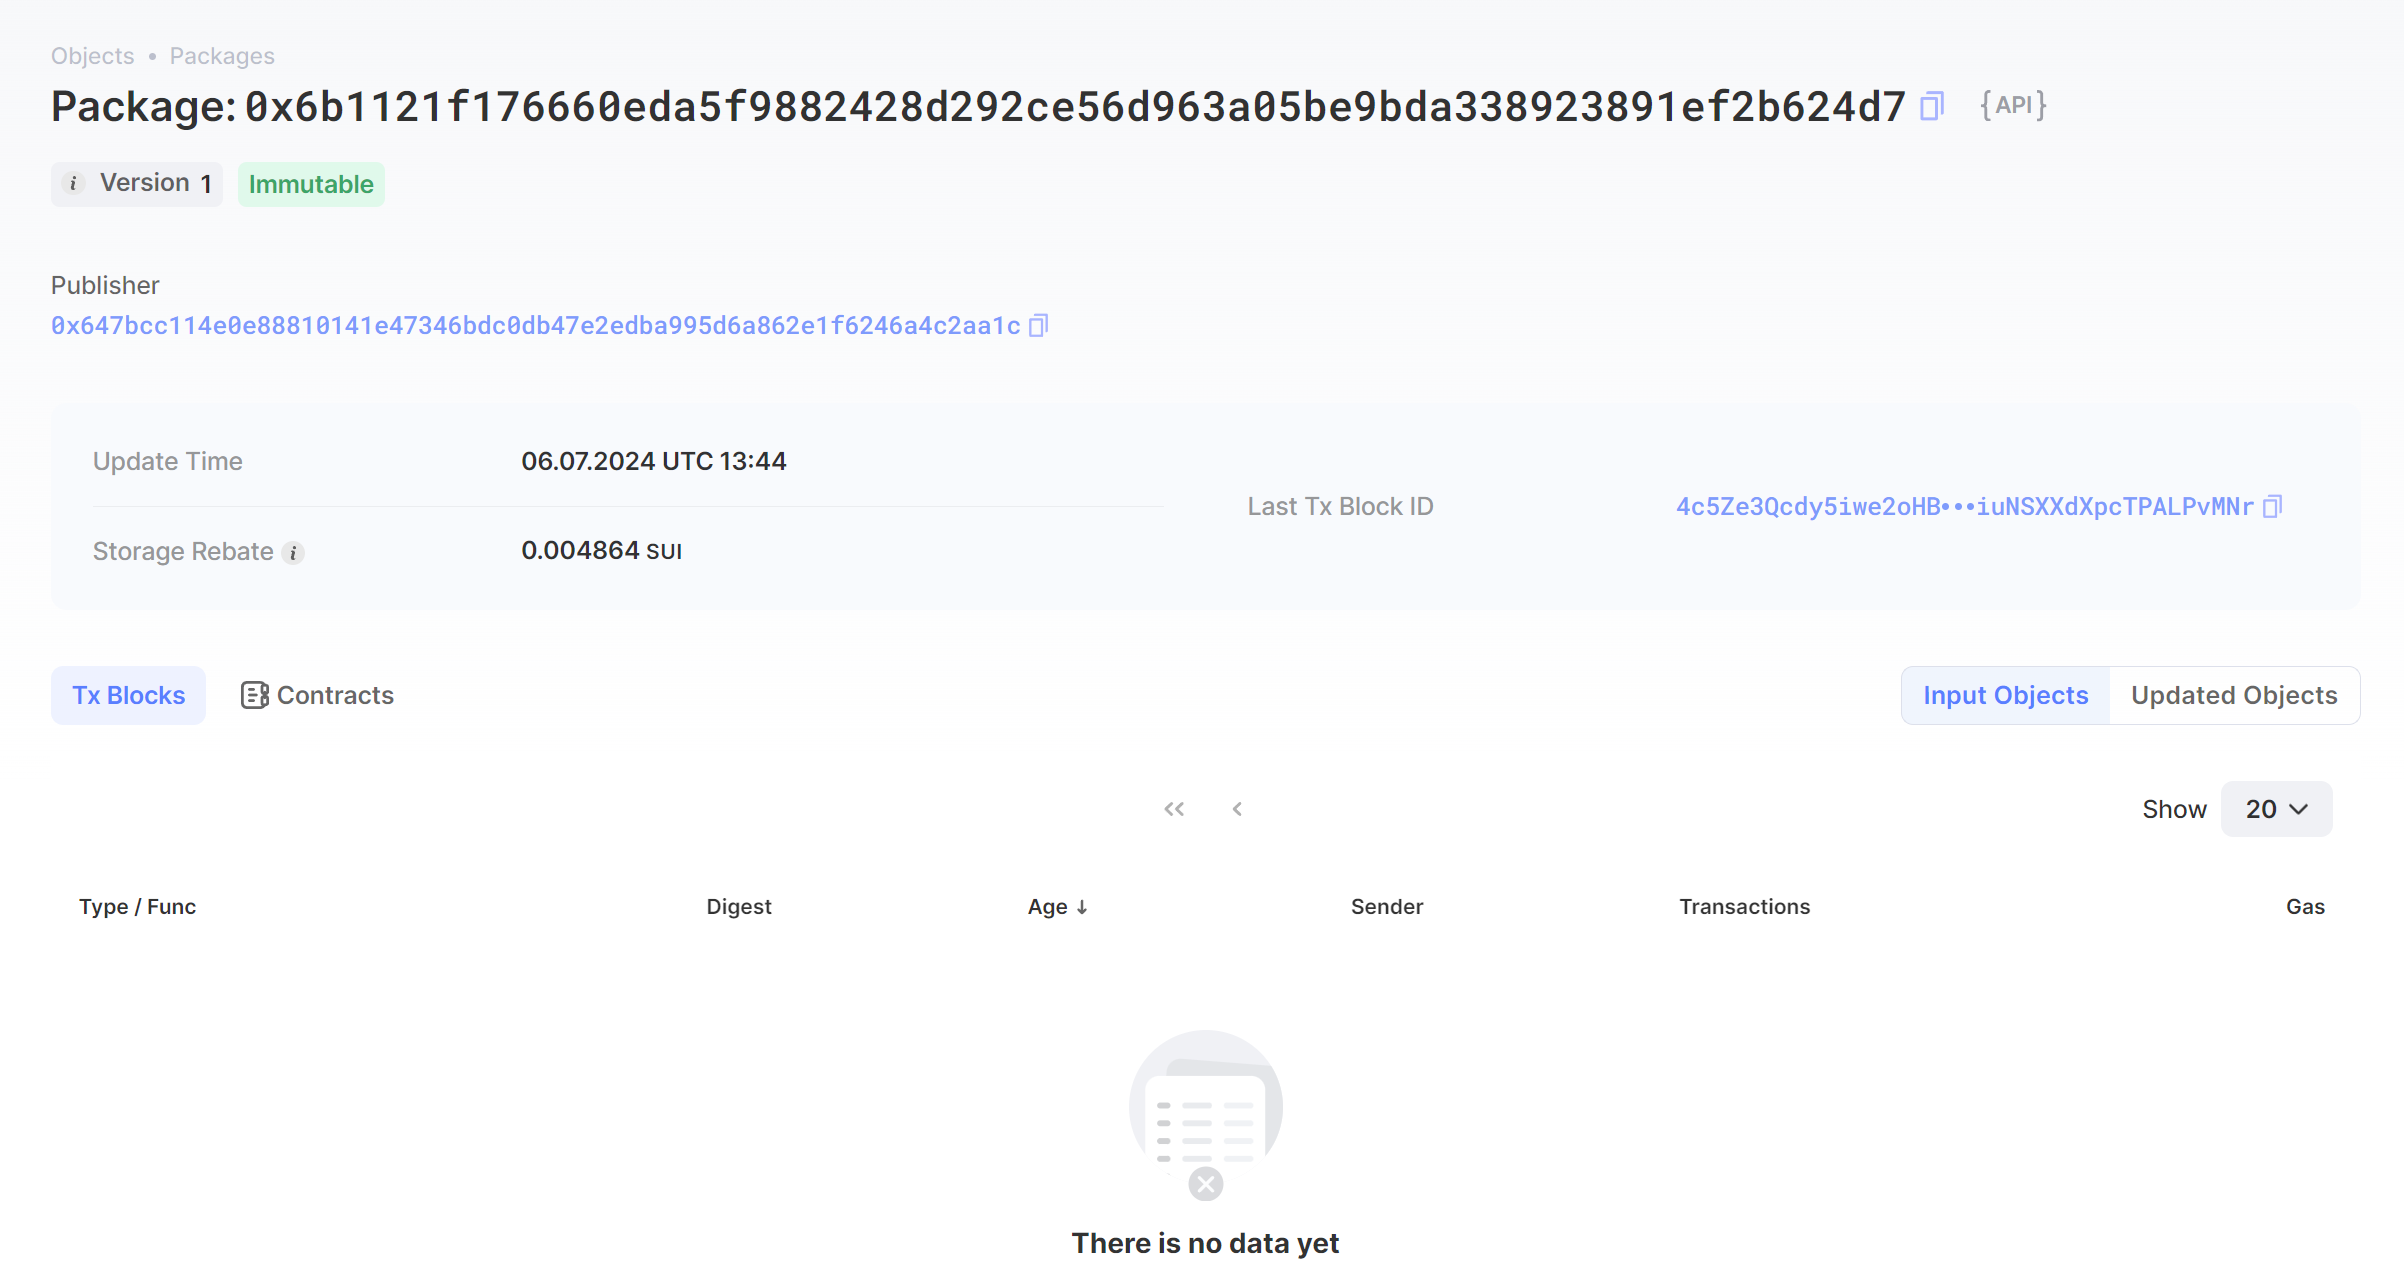 Objects • Packages
Package: 0x6b1121f176660eda5f9882428d292ce56d963a05be9bda338923891ef2b624d7 {API}
i Version 1 Immutable
Publisher
0x647bcc114e0e88810141e47346bdc0db47e2edba995d6a862e1f6246a4c2aa1c
Update Time 06.07.2024 UTC 13:44
Last Tx Block ID 4c5Ze3Qcdy5iwe2oHB•••iuNSXXdXpcTPALPvMNr
Storage Rebate i 0.004864 SUI
Tx Blocks Contracts Input Objects Updated Objects
Show 20
Type / Func Digest Age ↓ Sender Transactions Gas
There is no data yet